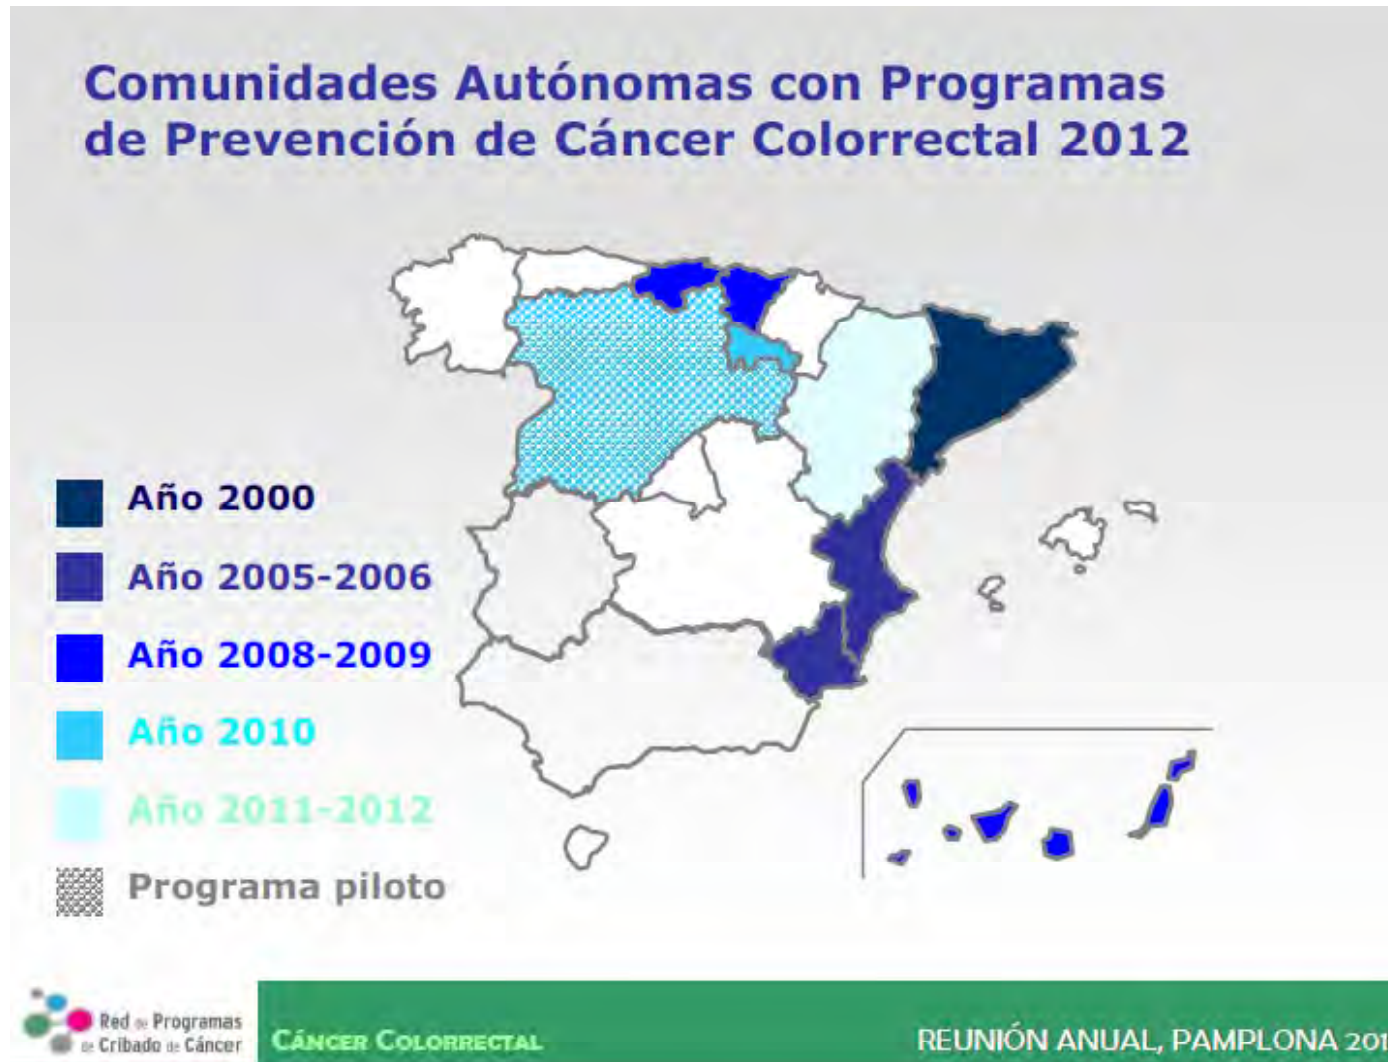 Comunidades Autónomas con Programas
de Prevención de Cáncer Colorrectal 2012
Año 2000
Año 2005-2006
Año 2008-2009
Año 2010
Año 2011-2012
Programa piloto
Red de Programas
de Cribado de Cáncer
CÁNCER COLORRECTAL
REUNIÓN ANUAL, PAMPLONA 201